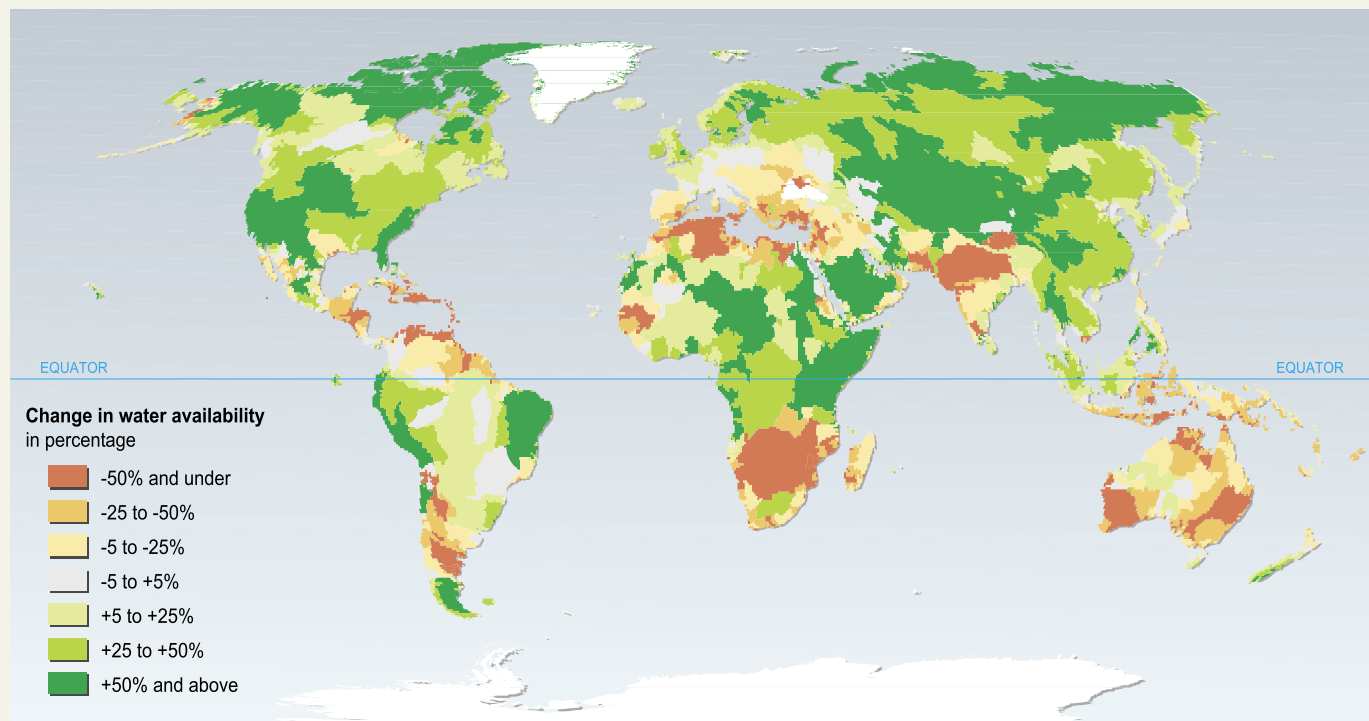 EQUATOR
EQUATOR
Change in water availability
in percentage
-50% and under
-25 to -50%
-5 to -25%
-5 to +5%
+5 to +25%
+25 to +50%
+50% and above